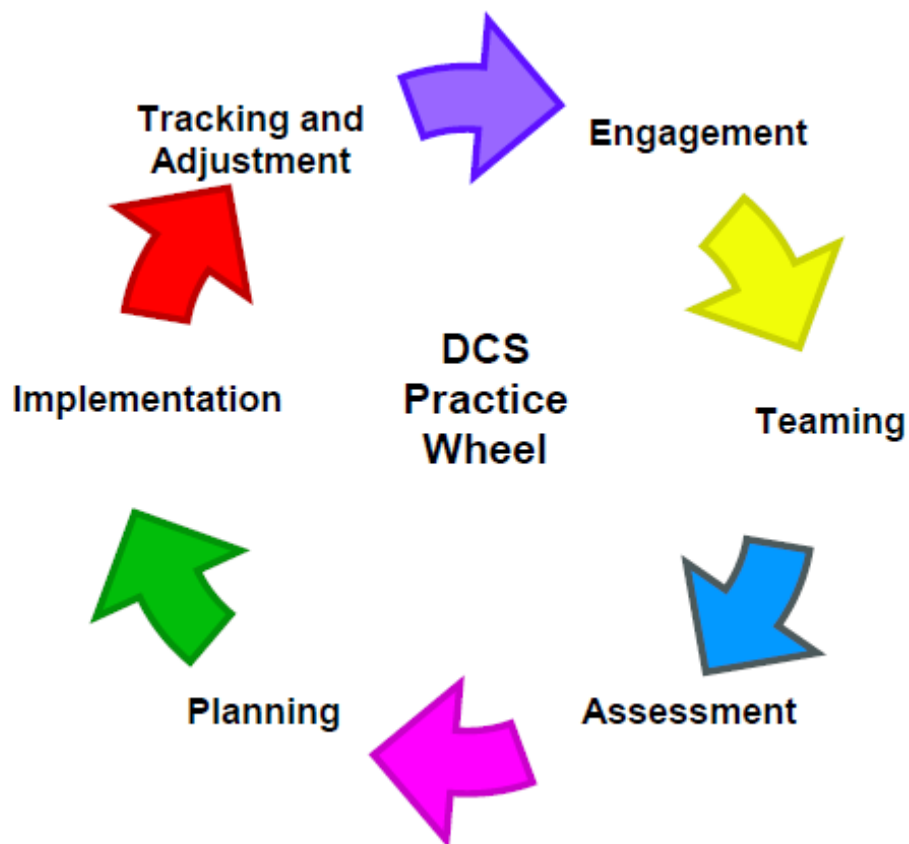 Tracking and
Adjustment
Engagement
DCS
Practice
Wheel
Implementation
Teaming
Planning
Assessment